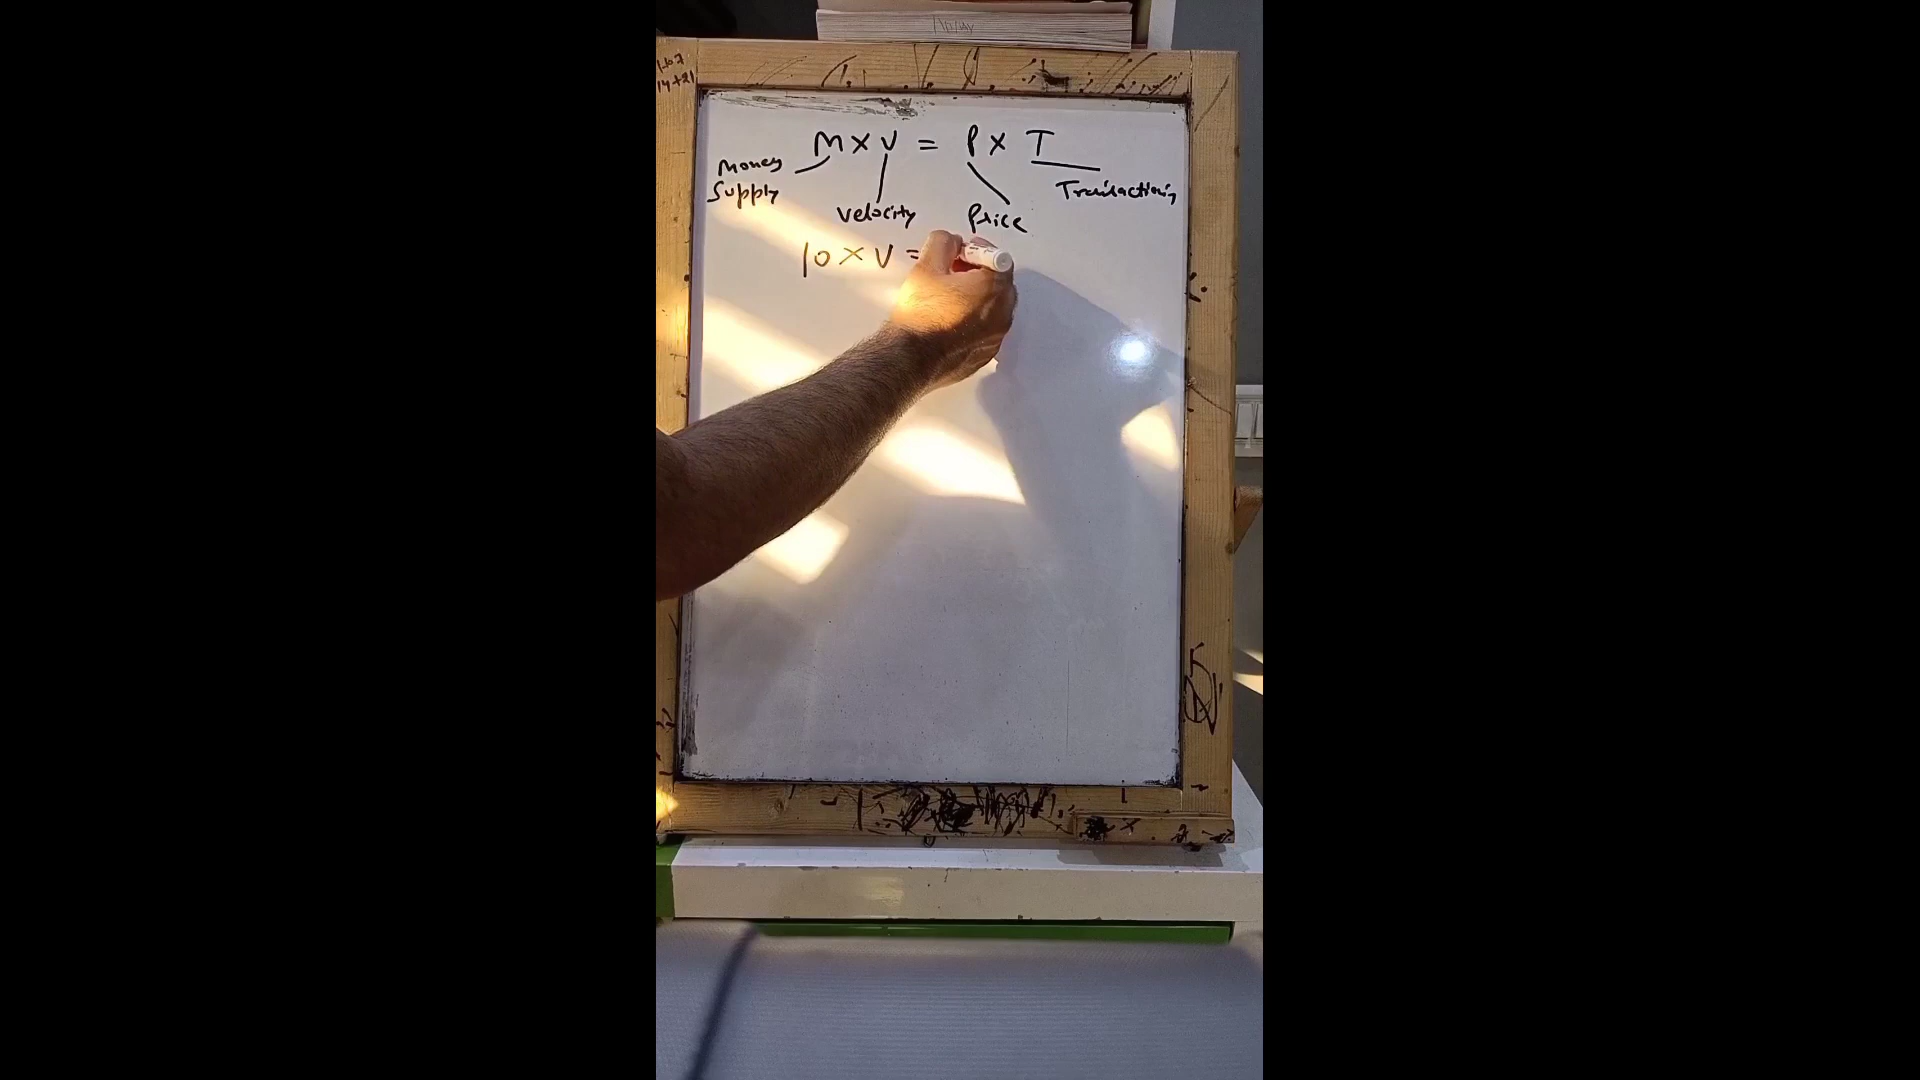 M × V = P × T
Money Supply
Velocity
Price
Transactions
10 × V =